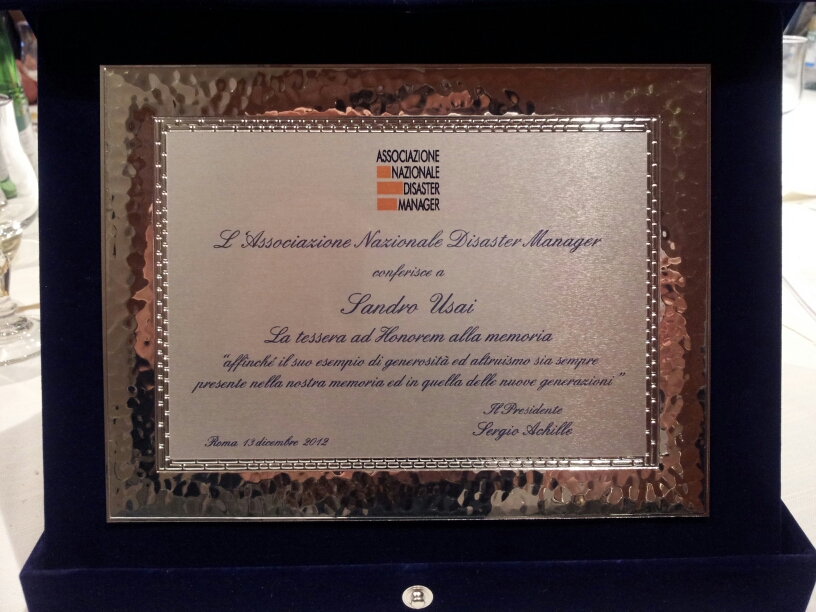 ASSOCIAZIONE
NAZIONALE
DISASTER
MANAGER
L'Associazione Nazionale Disaster Manager
conferisce a
Sandro Usai
La tessera ad Honorem alla memoria
"affinché il suo esempio di generosità ed altruismo sia sempre
presente nella nostra memoria ed in quella delle nuove generazioni"
Il Presidente
Sergio Achille
Roma 13 dicembre 2012